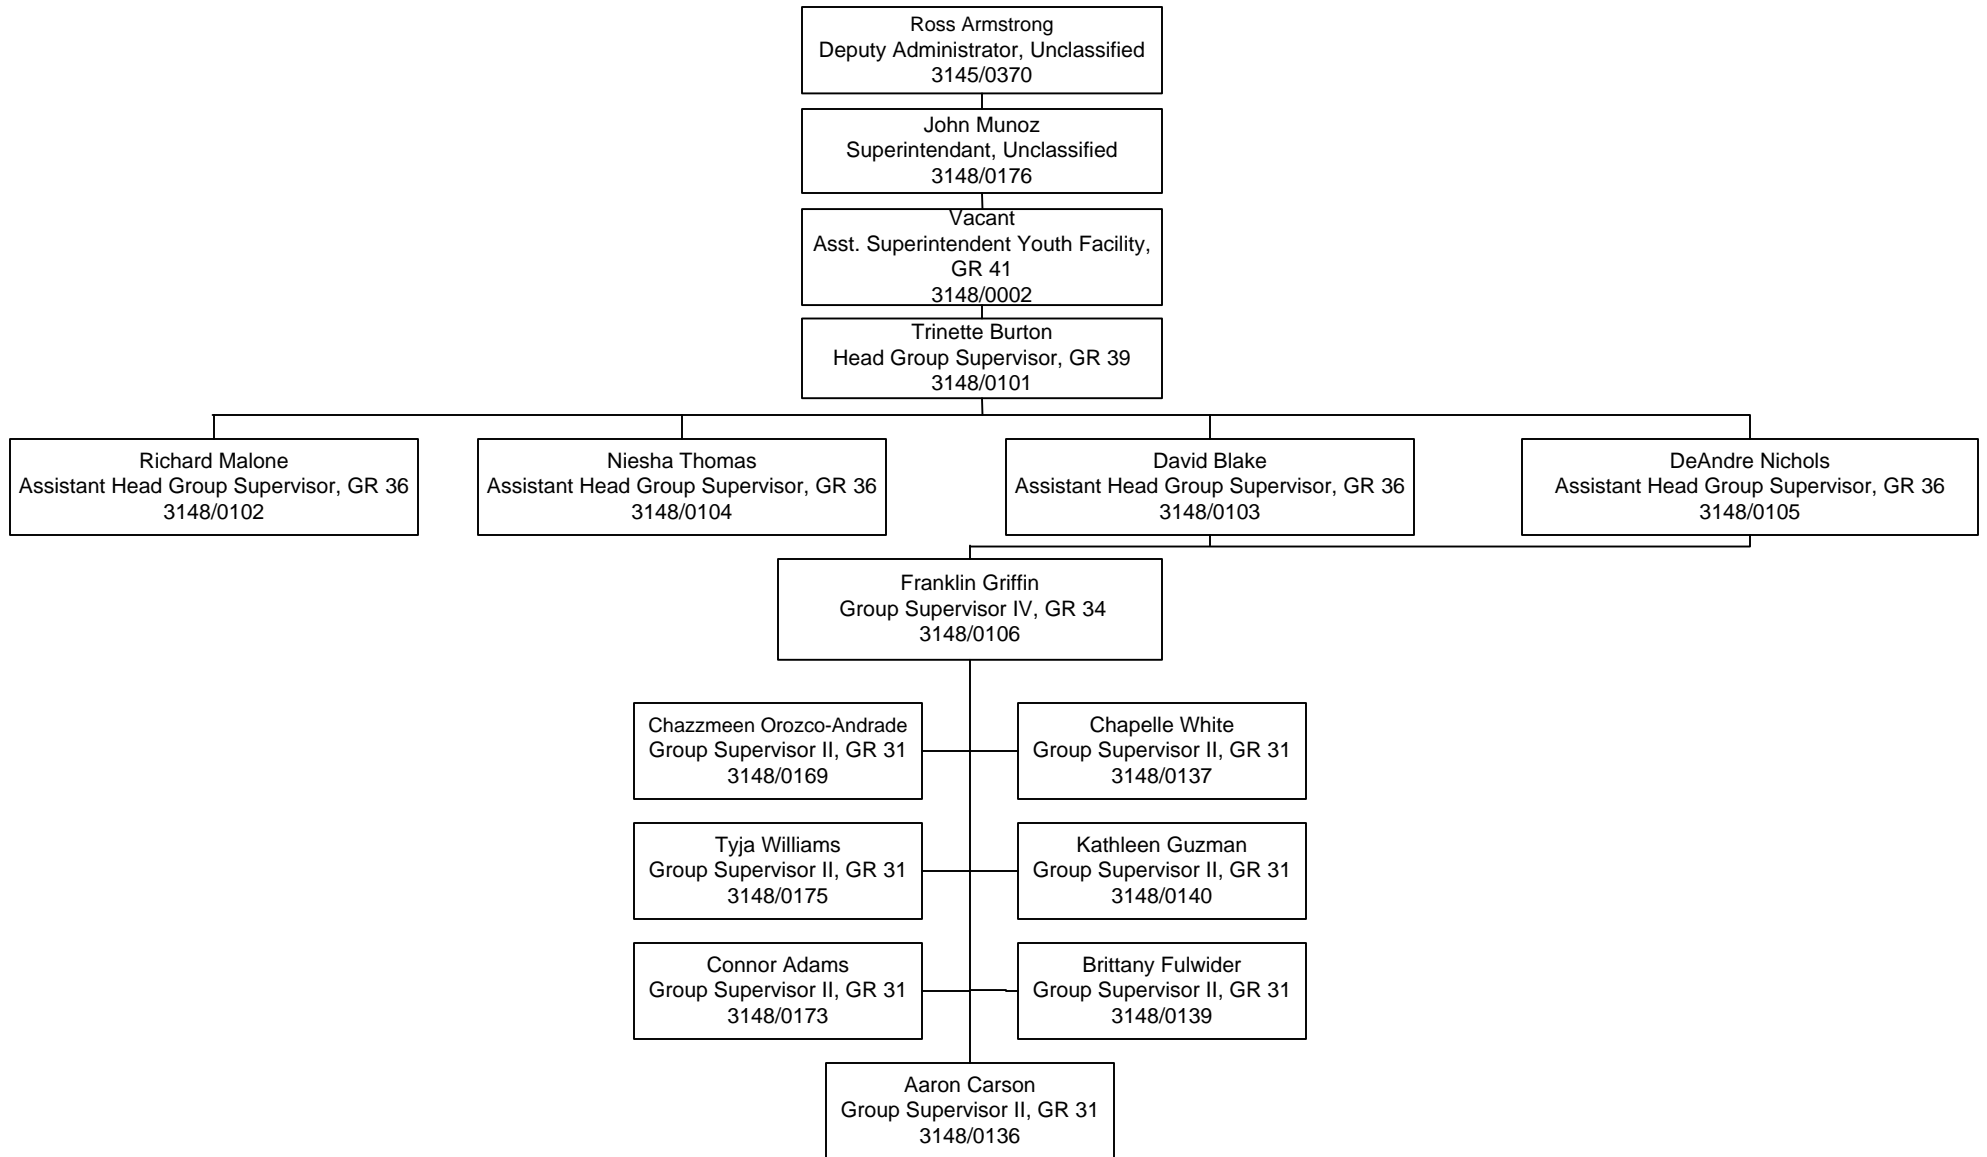 Ross Armstrong
Deputy Administrator, Unclassified
3145/0370
John Munoz
Superintendant, Unclassified
3148/0176
Vacant
Asst. Superintendent Youth Facility,
GR 41
3148/0002
Trinette Burton
Head Group Supervisor, GR 39
3148/0101
Richard Malone
Assistant Head Group Supervisor, GR 36
3148/0102
Niesha Thomas
Assistant Head Group Supervisor, GR 36
3148/0104
David Blake
Assistant Head Group Supervisor, GR 36
3148/0103
DeAndre Nichols
Assistant Head Group Supervisor, GR 36
3148/0105
Franklin Griffin
Group Supervisor IV, GR 34
3148/0106
Chazzmeen Orozco-Andrade
Group Supervisor II, GR 31
3148/0169
Chapelle White
Group Supervisor II, GR 31
3148/0137
Tyja Williams
Group Supervisor II, GR 31
3148/0175
Kathleen Guzman
Group Supervisor II, GR 31
3148/0140
Connor Adams
Group Supervisor II, GR 31
3148/0173
Brittany Fulwider
Group Supervisor II, GR 31
3148/0139
Aaron Carson
Group Supervisor II, GR 31
3148/0136